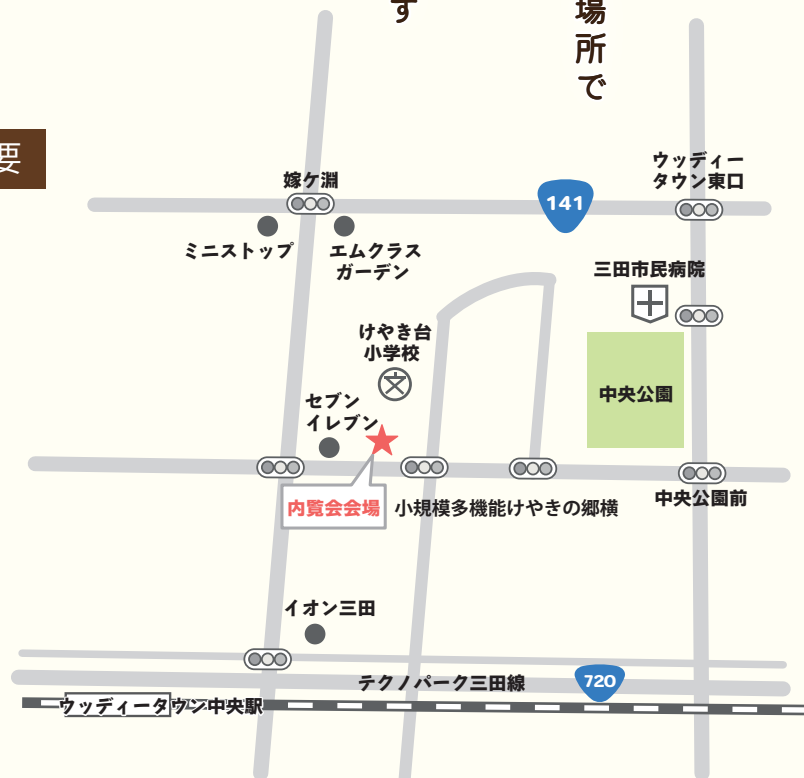 す
場所で
要
嫁ケ淵
141
ウッディー
タウン東口
ミニストップ
エムクラス
ガーデン
三田市民病院
けやき台
小学校
中央公園
セブン
イレブン
内覧会会場
小規模多機能けやきの郷横
中央公園前
イオン三田
テクノパーク三田線
720
ウッディータウン中央駅